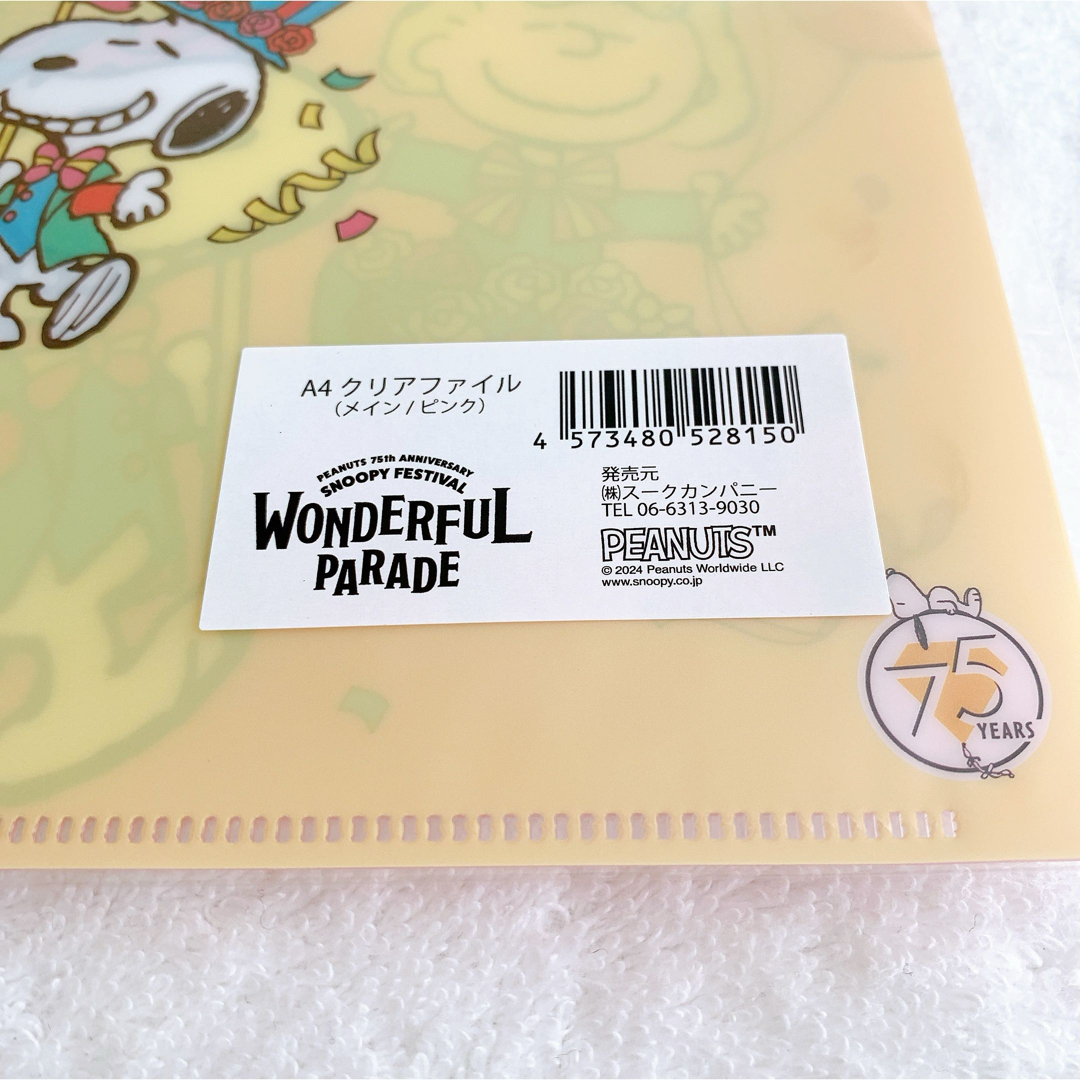 A4 クリアファイル
(メイン / ピンク)
4 573480 528150
PEANUTS 75th ANNIVERSARY
SNOOPY FESTIVAL
WONDERFUL
PARADE
発売元
㈱スークカンパニー
TEL 06-6313-9030
PEANUTS™
© 2024 Peanuts Worldwide LLC
www.snoopy.co.jp
75
YEARS